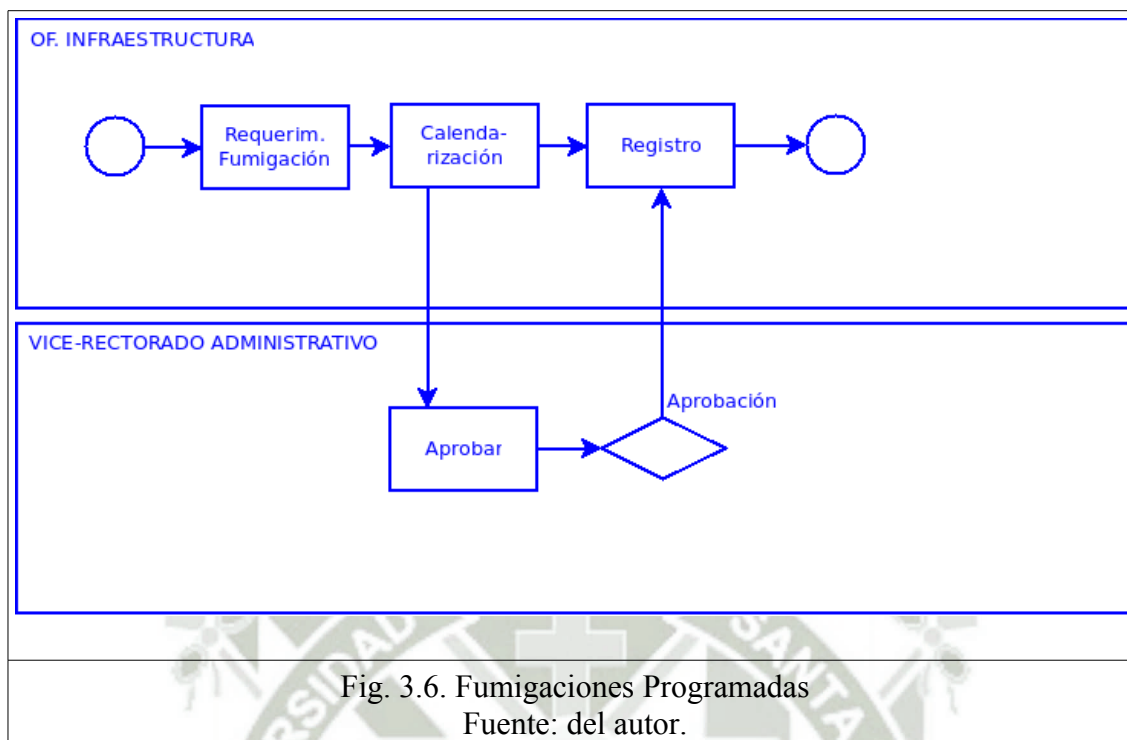 OF. INFRAESTRUCTURA
Requerim.
Fumigación
Calenda-
rización
Registro
VICE-RECTORADO ADMINISTRATIVO
Aprobar
Aprobación
Fig. 3.6. Fumigaciones Programadas
Fuente: del autor.